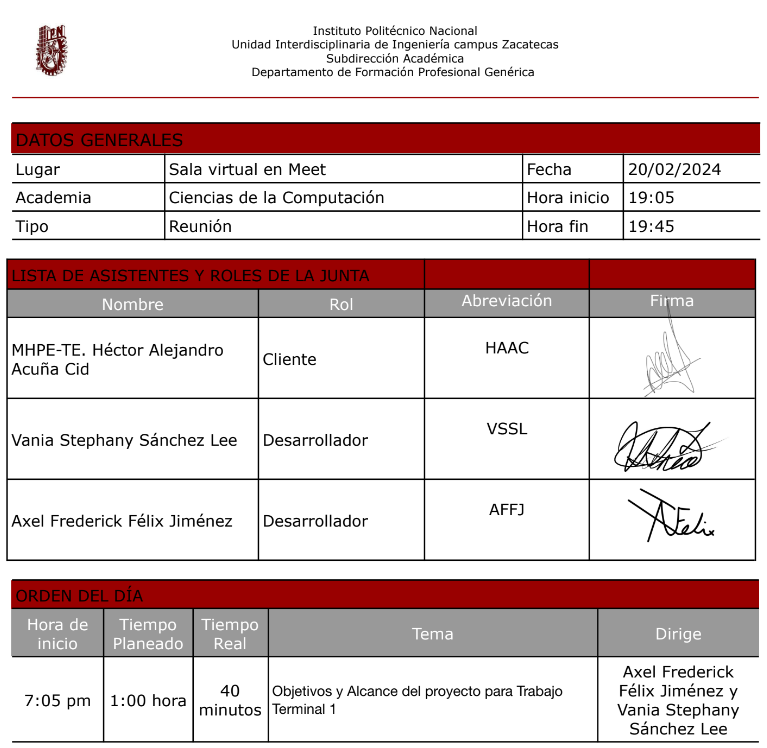 Instituto Politécnico Nacional
Unidad Interdisciplinaria de Ingeniería campus Zacatecas
Subdirección Académica
Departamento de Formación Profesional Genérica
DATOS GENERALES
Lugar Sala virtual en Meet Fecha 20/02/2024
Academia Ciencias de la Computación Hora inicio 19:05
Tipo Reunión Hora fin 19:45
LISTA DE ASISTENTES Y ROLES DE LA JUNTA
Nombre Rol Abreviación Firma
MHPE-TE. Héctor Alejandro
Acuña Cid
Cliente
HAAC
Vania Stephany Sánchez Lee Desarrollador VSSL
Axel Frederick Félix Jiménez Desarrollador AFFJ
Felix
ORDEN DEL DÍA
Hora de
inicio
Tiempo
Planeado
Tiempo
Real
Tema
Dirige
7:05 pm
1:00 hora
40
minutos
Objetivos y Alcance del proyecto para Trabajo
Terminal 1
Axel Frederick
Félix Jiménez y
Vania Stephany
Sánchez Lee